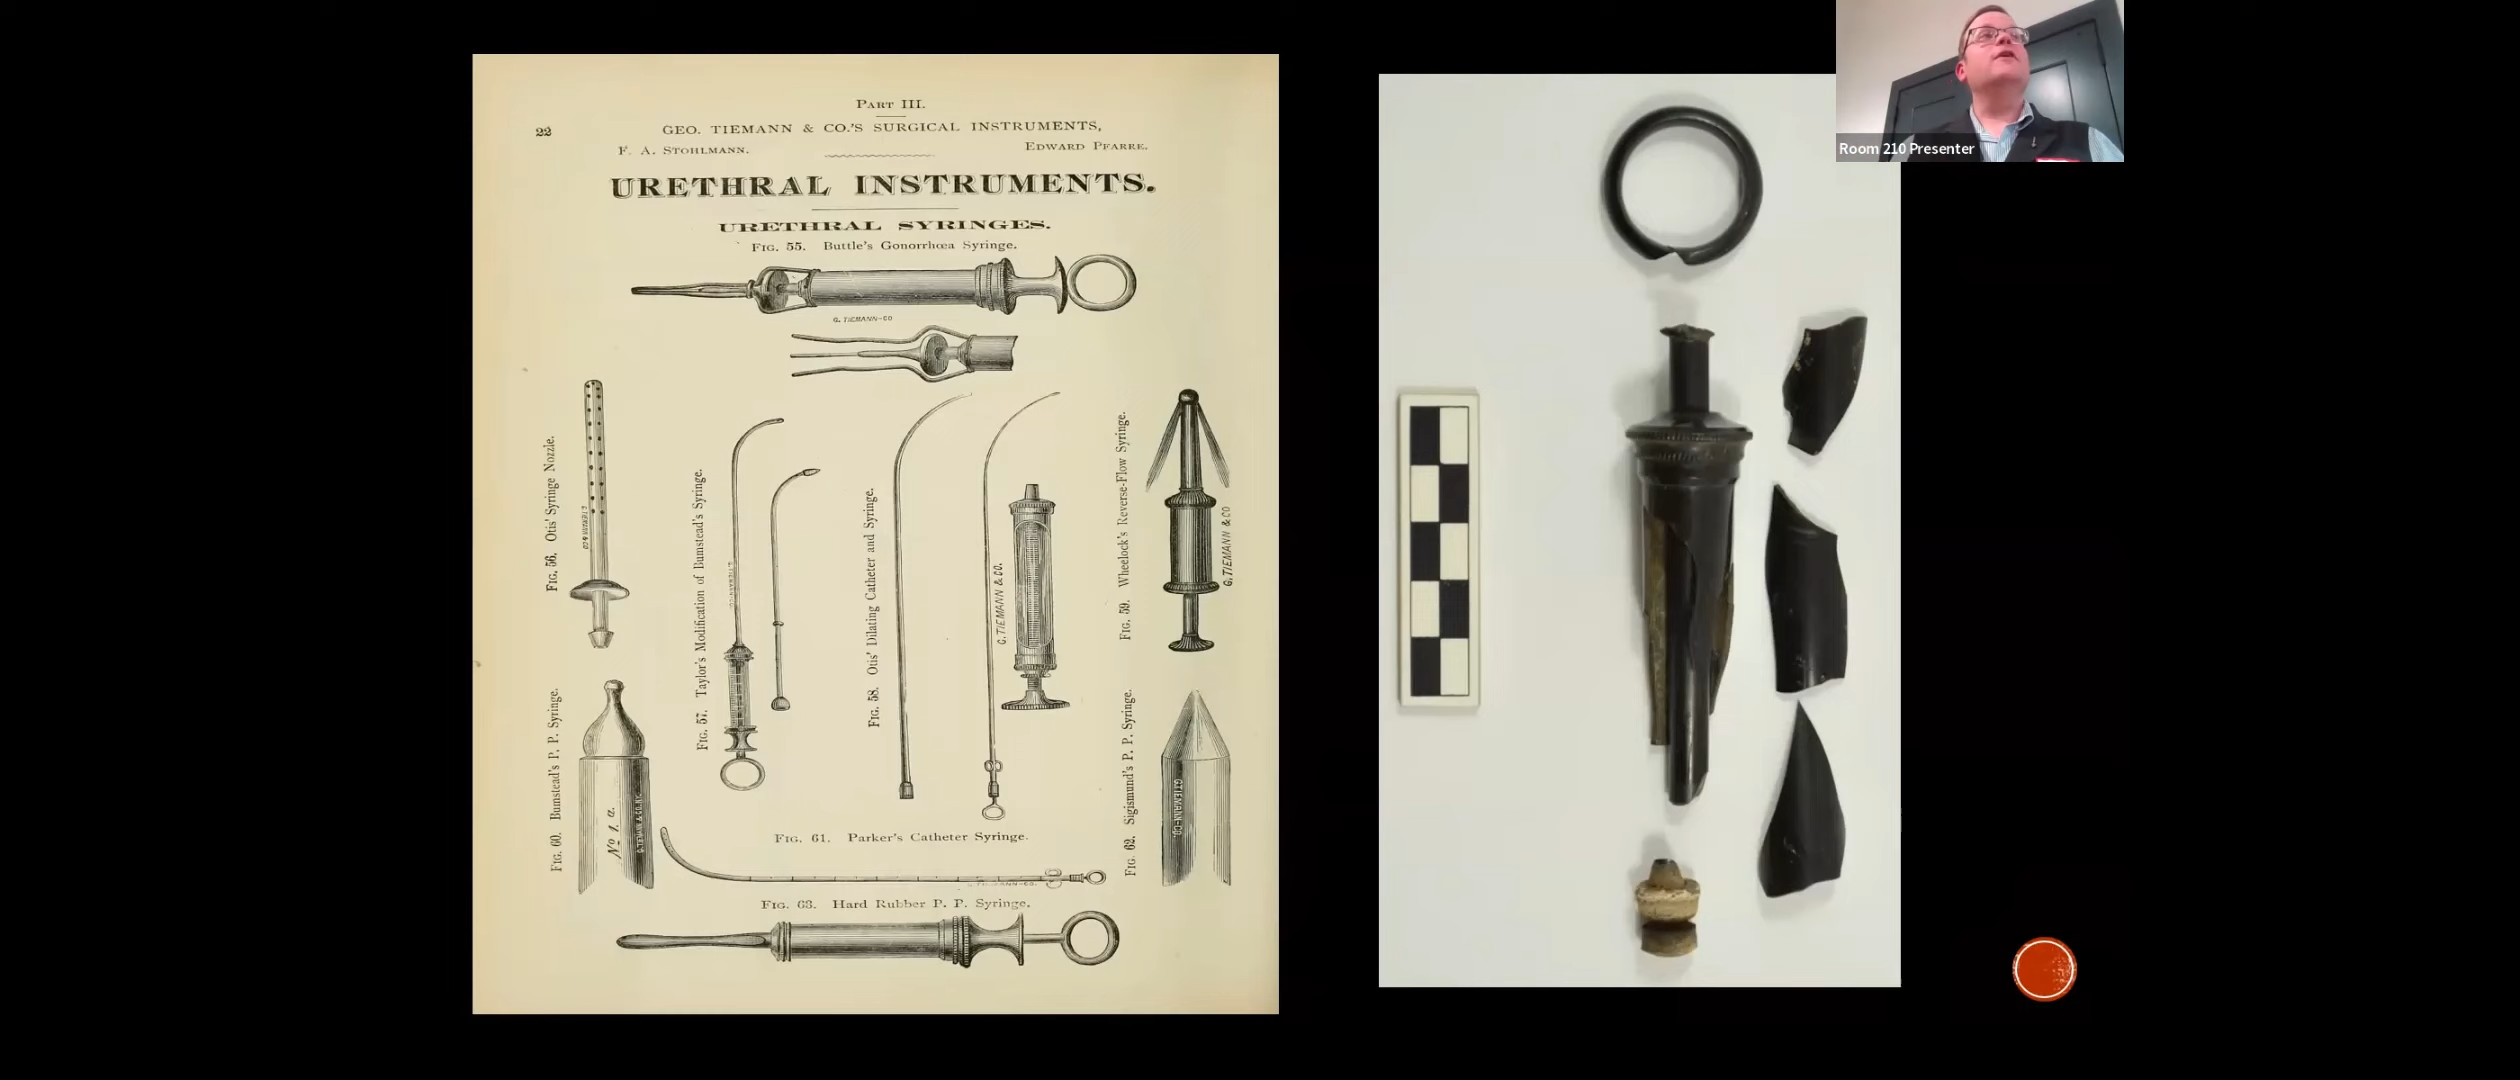 Part III.
22
GEO. TIEMANN & CO.'S SURGICAL INSTRUMENTS,
F. A. Stohlmann.
Edward Pfarre.
URETHRAL INSTRUMENTS.
URETHRAL SYRINGES.
Fig. 55. Buttle's Gonorrhœa Syringe.
G. TIEMANN-CO
Fig. 56. Otis' Syringe Nozzle.
Fig. 57. Taylor's Modification of Bumstead's Syringe.
Fig. 58. Otis' Dilating Catheter and Syringe.
G. TIEMANN & CO.
Fig. 59. Wheelock's Reverse-Flow Syringe.
G. TIEMANN & CO
Fig. 60. Bumstead's P. P. Syringe.
No 1. a.
Fig. 61. Parker's Catheter Syringe.
Fig. 62. Sigismund's P. P. Syringe.
G. TIEMANN-CO.
Fig. 63. Hard Rubber P. P. Syringe.
Room 210 Presenter